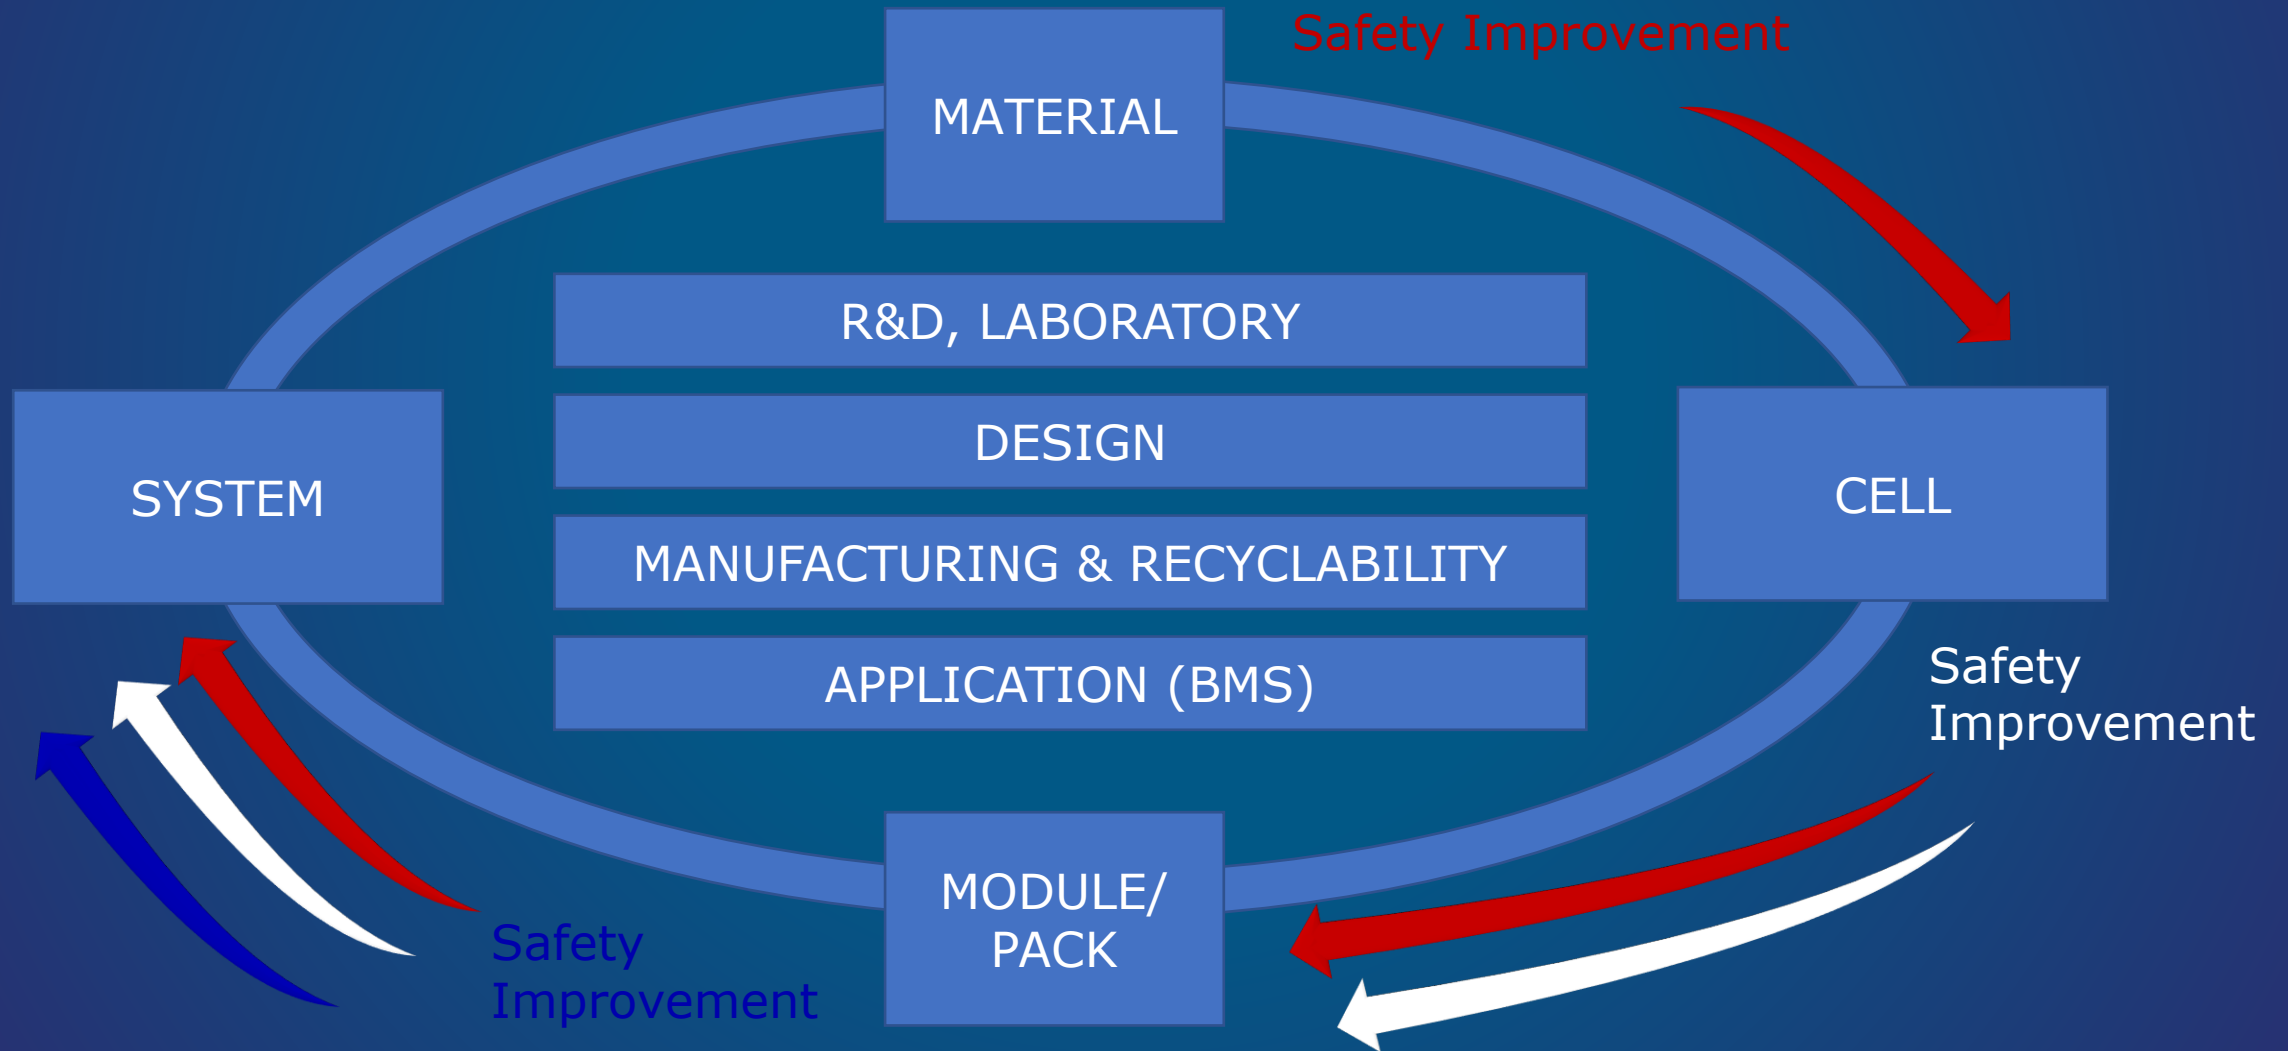 Safety Improvement
MATERIAL
R&D, LABORATORY
DESIGN
MANUFACTURING & RECYCLABILITY
APPLICATION (BMS)
SYSTEM
CELL
Safety
Improvement
MODULE/
PACK
Safety
Improvement